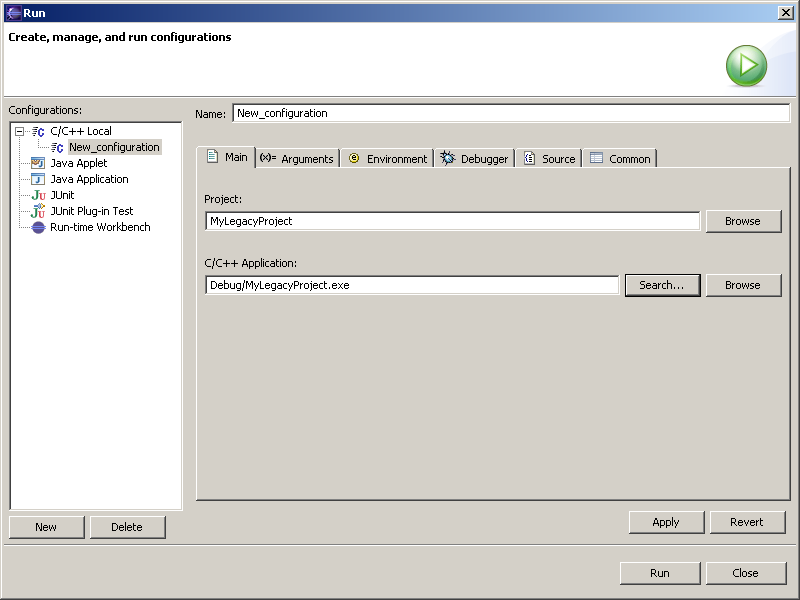 Run
Create, manage, and run configurations
Configurations:
C/C++ Local
New_configuration
Java Applet
Java Application
JUnit
JUnit Plug-in Test
Run-time Workbench
New Delete
Name: New_configuration
Main (x)= Arguments Environment Debugger Source Common
Project:
MyLegacyProject Browse
C/C++ Application:
Debug/MyLegacyProject.exe Search... Browse
Apply Revert
Run Close